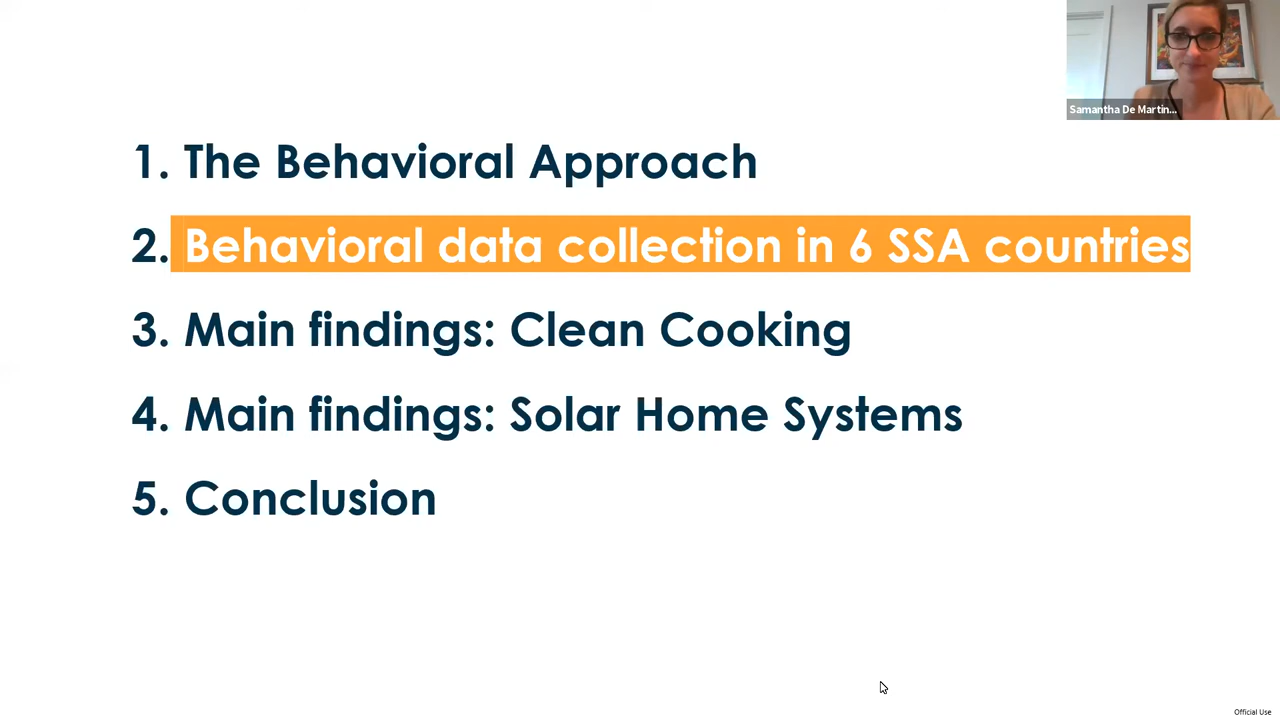 Samantha De Martin...
1. The Behavioral Approach
2. Behavioral data collection in 6 SSA countries
3. Main findings: Clean Cooking
4. Main findings: Solar Home Systems
5. Conclusion
Official Use